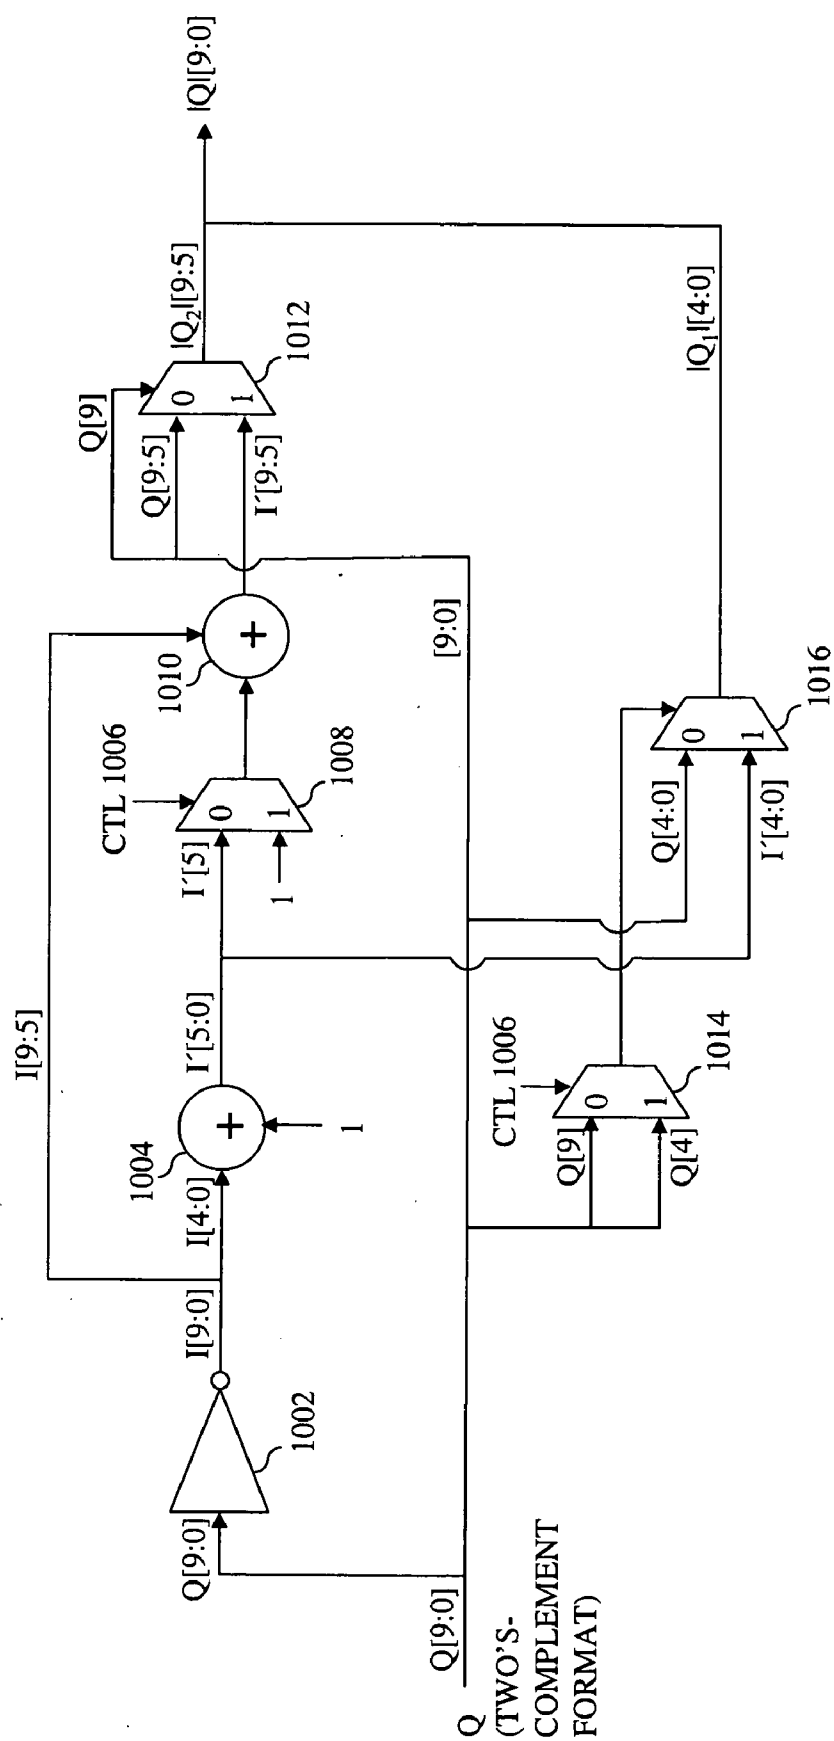 Q
(TWO'S-
COMPLEMENT
FORMAT)
Q[9:0]
Q[9:0]
1002
I[9:0]
I[9:5]
I[4:0]
1004
+
1
I´[5:0]
I´[5]
1
CTL 1006
0
1
1008
1010
+
[9:0]
Q[9]
Q[9:5]
I´[9:5]
0
1
1012
|Q₂|[9:5]
|Q|[9:0]
CTL 1006
Q[9]
Q[4]
0
1
1014
Q[4:0]
I´[4:0]
0
1
1016
|Q₁|[4:0]